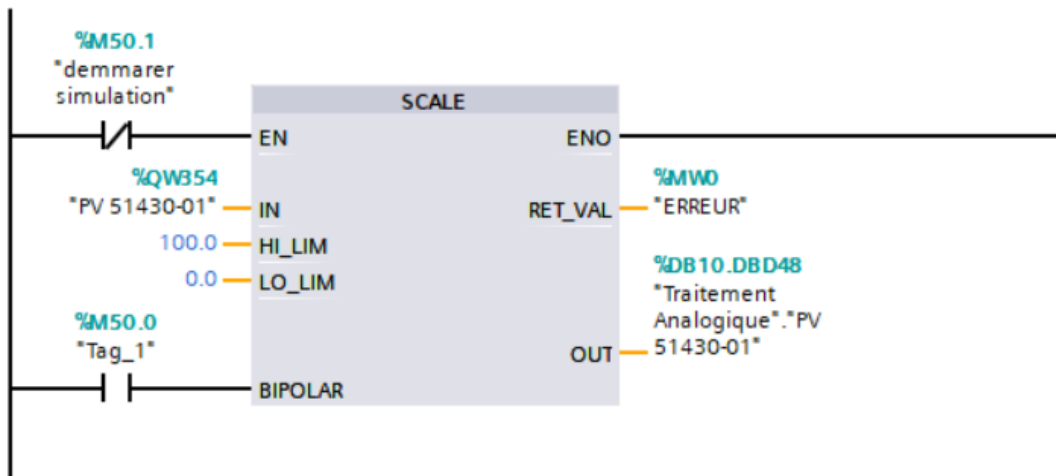 %M50.1
"demmarer
simulation"
SCALE
EN
ENO
%QW354
"PV 51430-01"
IN
%MW0
"ERREUR"
RET_VAL
100.0
HI_LIM
0.0
LO_LIM
%DB10.DBD48
"Traitement
Analogique"."PV
51430-01"
OUT
%M50.0
"Tag_1"
BIPOLAR